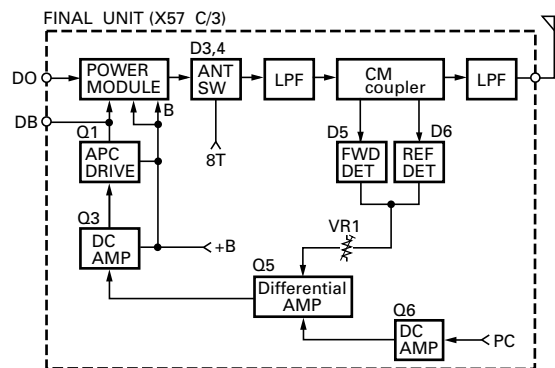 FINAL UNIT (X57 C/3)
D3,4
DO
POWER
MODULE
ANT
SW
LPF
CM
coupler
LPF
B
DB
Q1
D5
D6
APC
DRIVE
8T
FWD
DET
REF
DET
Q3
VR1
DC
AMP
+B
Q5
Differential
AMP
Q6
DC
AMP
PC